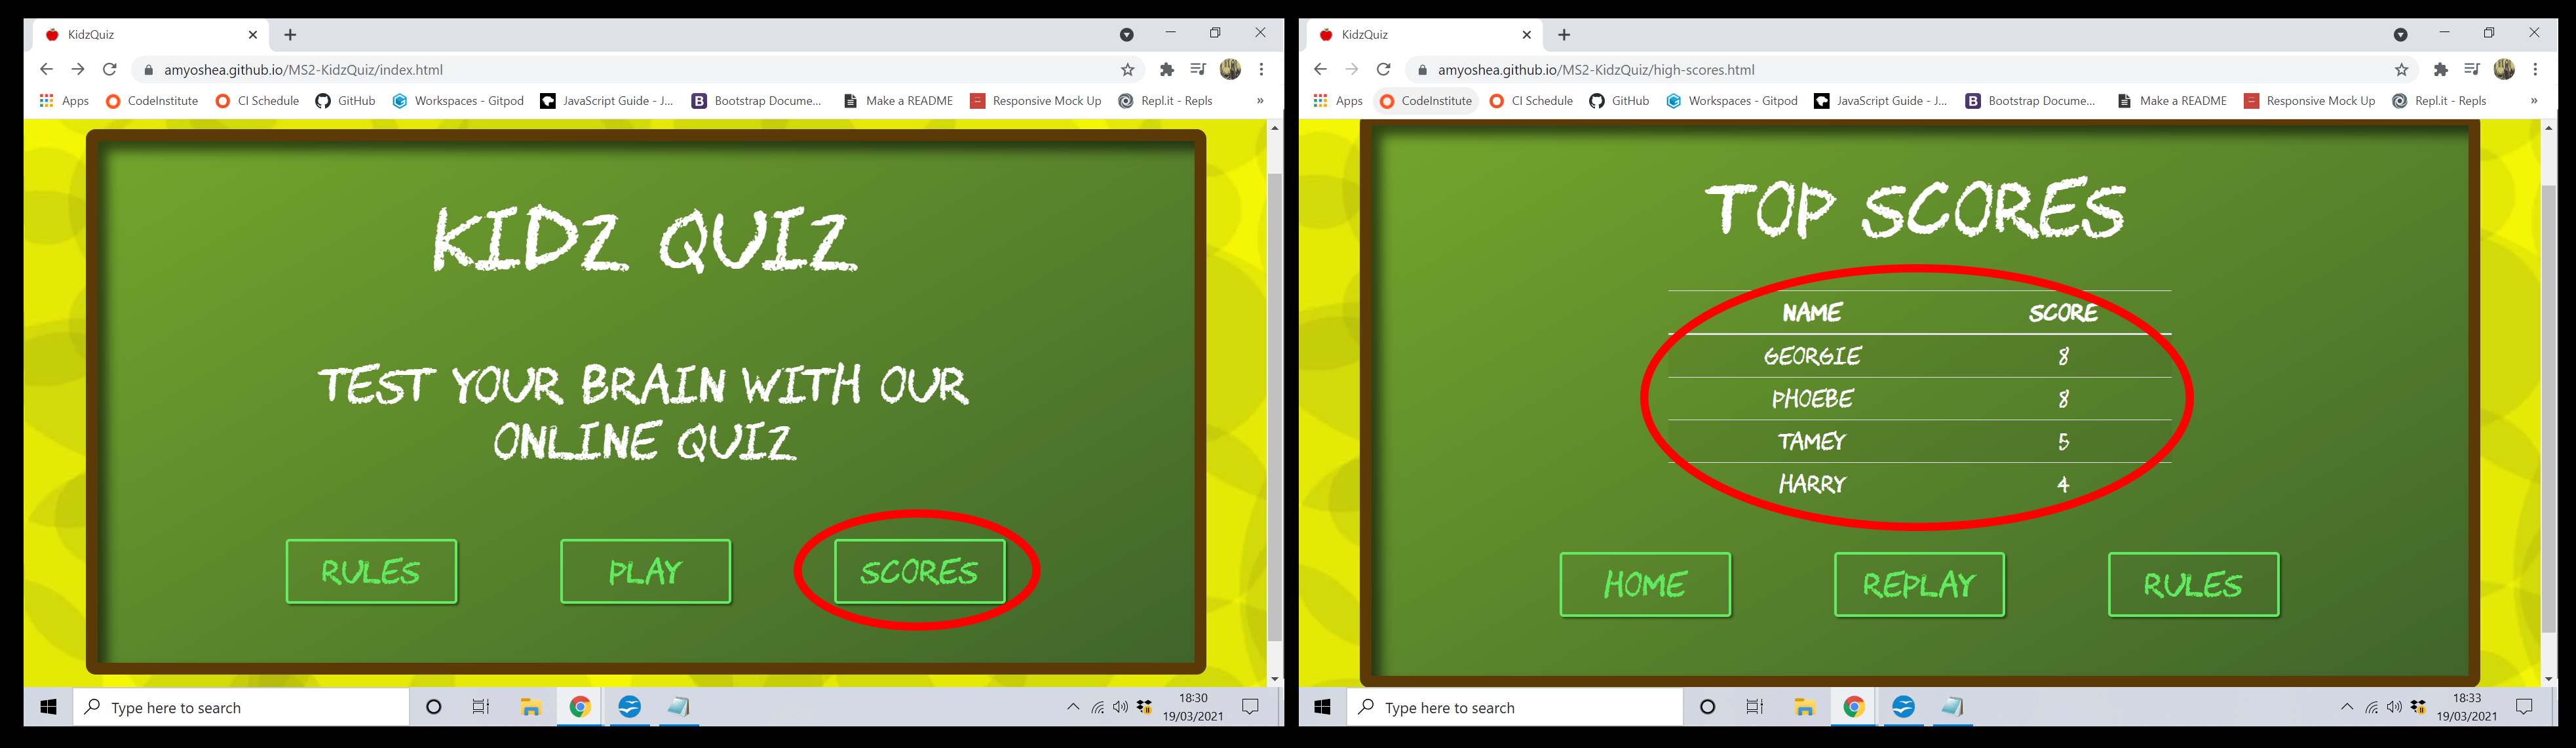 KidzQuiz
amyoshea.github.io/MS2-KidzQuiz/index.html
Apps CodeInstitute CI Schedule GitHub Workspaces - Gitpod JavaScript Guide - J... Bootstrap Docume... Make a README Responsive Mock Up Repl.it - Repls »
KIDZ QUIZ
TEST YOUR BRAIN WITH OUR
ONLINE QUIZ
RULES PLAY SCORES
Type here to search
18:30
19/03/2021
KidzQuiz
amyoshea.github.io/MS2-KidzQuiz/high-scores.html
Apps CodeInstitute CI Schedule GitHub Workspaces - Gitpod JavaScript Guide - J... Bootstrap Docume... Make a README Responsive Mock Up Repl.it - Repls »
TOP SCORES
NAME SCORE
GEORGIE 8
PHOEBE 8
TAMEY 5
HARRY 4
HOME REPLAY RULES
Type here to search
18:33
19/03/2021